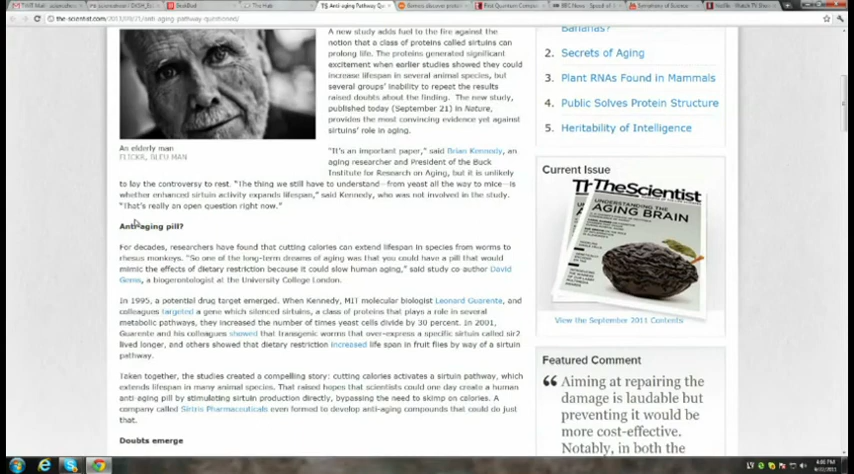 the-scientist.com/2011/09/21/anti-aging-pathway-questioned/
A new study adds fuel to the fire against the
notion that a class of proteins called sirtuins can
prolong life. The proteins generated significant
excitement when earlier studies showed they could
increase lifespan in several animal species, but
several groups' inability to repeat the results
raised doubts about the finding. The new study,
published today (September 21) in Nature,
provides the most convincing evidence yet against
sirtuins' role in aging.
An elderly man
FLICKR, BLEU MAN
"It's an important paper," said Brian Kennedy, an
aging researcher and President of the Buck
Institute for Research on Aging, but it is unlikely
to lay the controversy to rest. "The thing we still have to understand—from yeast all the way to mice—is
whether enhanced sirtuin activity expands lifespan," said Kennedy, who was not involved in the study.
"That's really an open question right now."
Anti-aging pill?
For decades, researchers have found that cutting calories can extend lifespan in species from worms to
rhesus monkeys. "So one of the long-term dreams of aging was that you could have a pill that would
mimic the effects of dietary restriction because it could slow human aging," said study co author David
Gems, a biogerontologist at the University College London.
In 1995, a potential drug target emerged. When Kennedy, MIT molecular biologist Leonard Guarente, and
colleagues targeted a gene which silenced sirtuins, a class of proteins that plays a role in several
metabolic pathways, they increased the number of times yeast cells divide by 30 percent. In 2001,
Guarente and his colleagues showed that transgenic worms that over-express a specific sirtuin called sir2
lived longer, and others showed that dietary restriction increased life span in fruit flies by way of a sirtuin
pathway.
Taken together, the studies created a compelling story: cutting calories activates a sirtuin pathway, which
extends lifespan in many animal species. That raised hopes that scientists could one day create a human
anti-aging pill by stimulating sirtuin production directly, bypassing the need to skimp on calories. A
company called Sirtris Pharmaceuticals even formed to develop anti-aging compounds that could do just
that.
Doubts emerge
Bananas?
2. Secrets of Aging
3. Plant RNAs Found in Mammals
4. Public Solves Protein Structure
5. Heritability of Intelligence
Current Issue
TheScientist
UNDERSTANDING THE
AGING BRAIN
View the September 2011 Contents
Featured Comment
“ Aiming at repairing the
damage is laudable but
preventing it would be
more cost-effective.
Notably, in both the